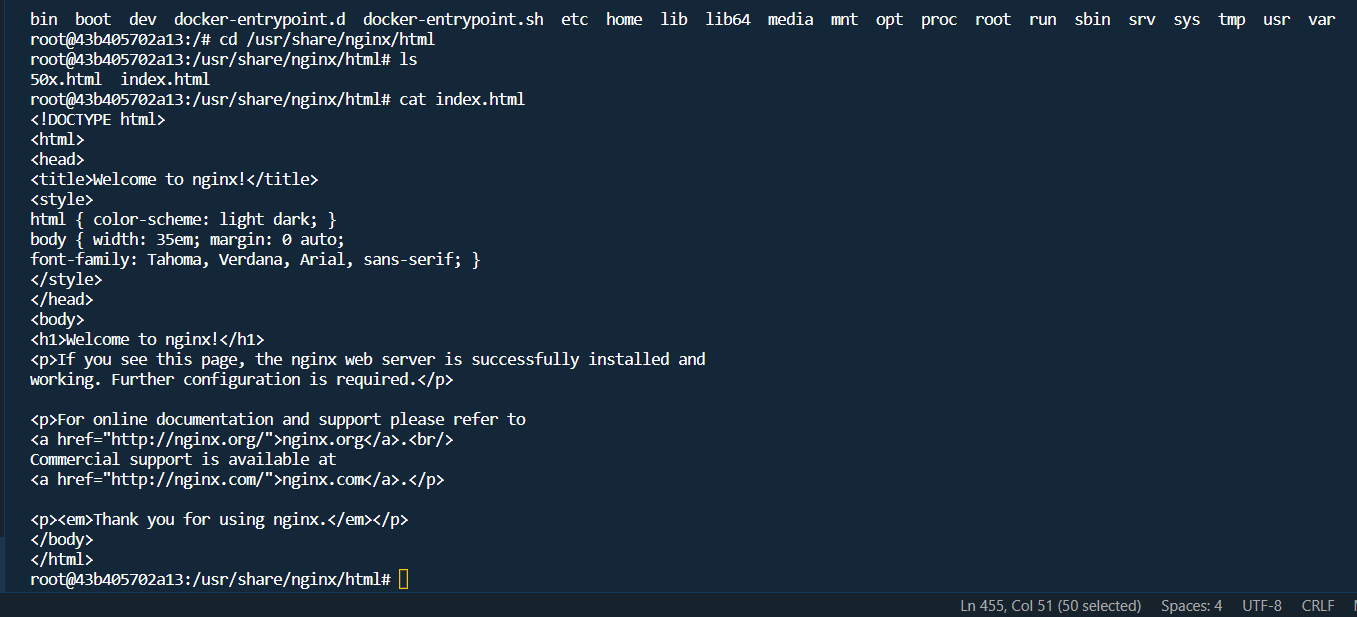 bin  boot  dev  docker-entrypoint.d  docker-entrypoint.sh  etc  home  lib  lib64  media  mnt  opt  proc  root  run  sbin  srv  sys  tmp  usr  var
root@43b405702a13:/# cd /usr/share/nginx/html
root@43b405702a13:/usr/share/nginx/html# ls
50x.html  index.html
root@43b405702a13:/usr/share/nginx/html# cat index.html
<!DOCTYPE html>
<html>
<head>
<title>Welcome to nginx!</title>
<style>
html { color-scheme: light dark; }
body { width: 35em; margin: 0 auto;
font-family: Tahoma, Verdana, Arial, sans-serif; }
</style>
</head>
<body>
<h1>Welcome to nginx!</h1>
<p>If you see this page, the nginx web server is successfully installed and
working. Further configuration is required.</p>

<p>For online documentation and support please refer to
<a href="http://nginx.org/">nginx.org</a>.<br/>
Commercial support is available at
<a href="http://nginx.com/">nginx.com</a>.</p>

<p><em>Thank you for using nginx.</em></p>
</body>
</html>
root@43b405702a13:/usr/share/nginx/html#
Ln 455, Col 51 (50 selected)  Spaces: 4  UTF-8  CRLF